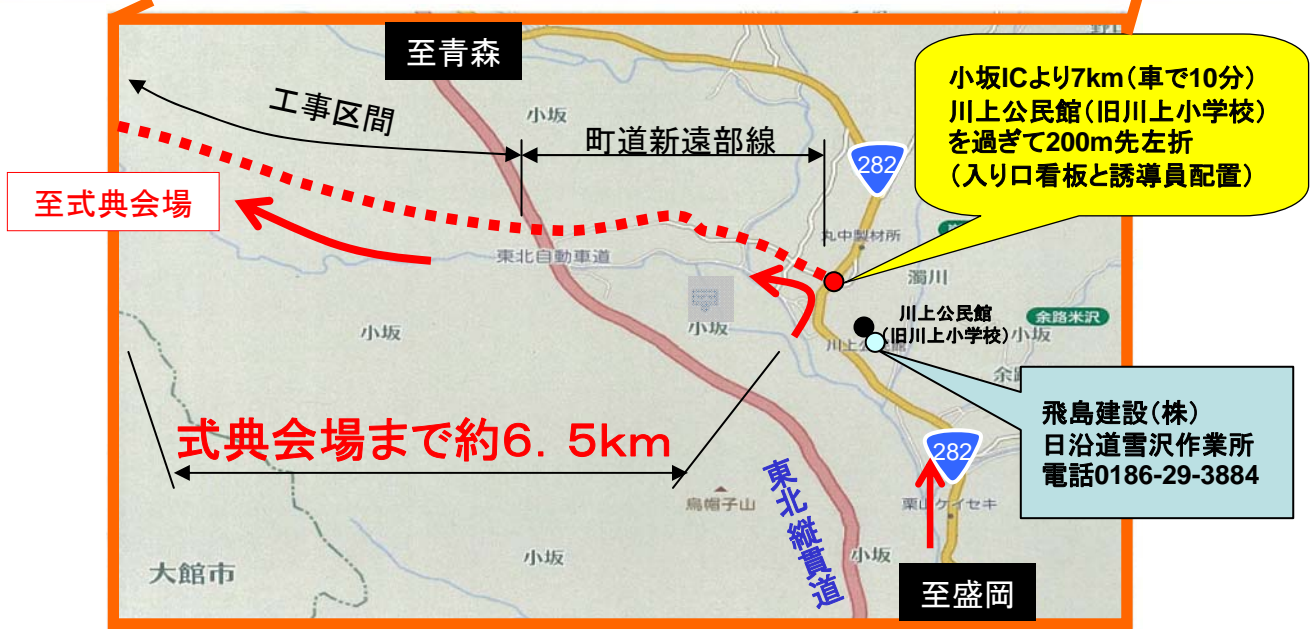 至青森
小坂ICより7km(車で10分)
川上公民館(旧川上小学校)
を過ぎて200m先左折
(入り口看板と誘導員配置)
工事区間
小坂
町道新遠部線
282
至式典会場
丸中製材所
東北自動車道
濁川
小坂
小坂
川上公民館
(旧川上小学校)
余路米沢
小坂
飛島建設(株)
日沿道雪沢作業所
電話0186-29-3884
式典会場まで約6.5km
282
烏帽子山
東北縦貫道
栗山ケイセキ
小坂
小坂
大館市
至盛岡